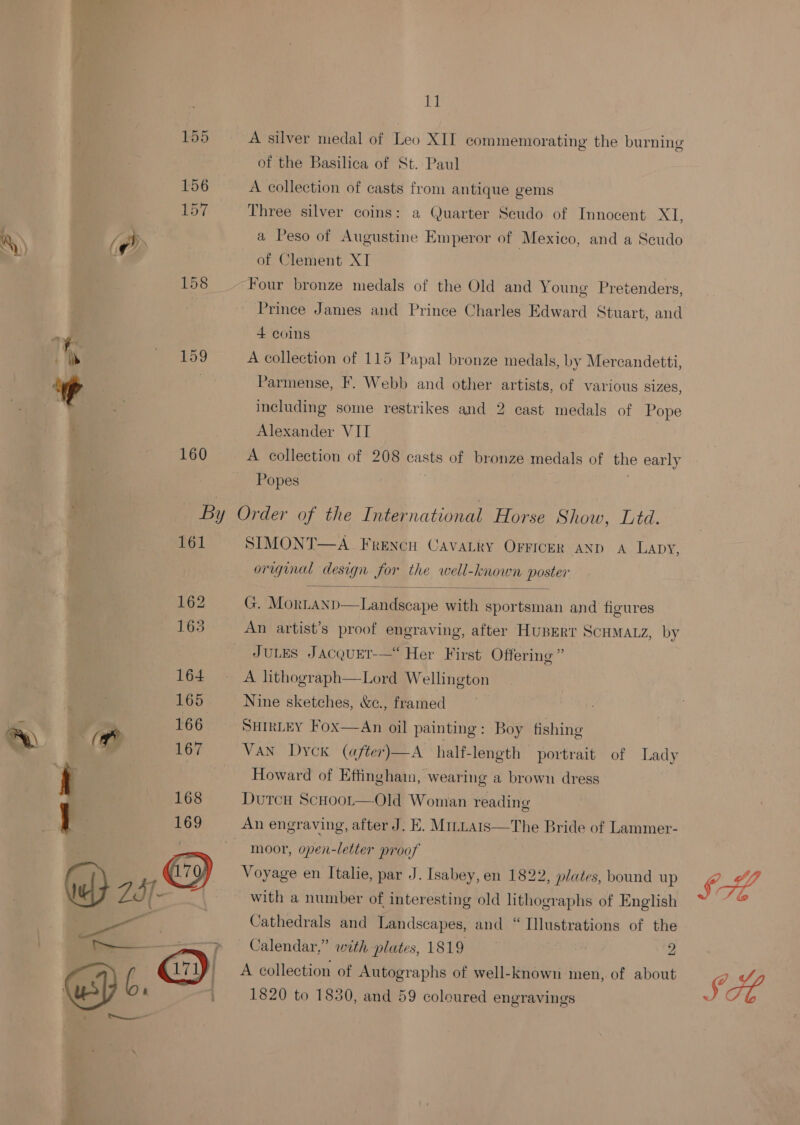 11
155 A silver medal of Leo XII commemorating the burning
of the Basilica of St. Paul
156 A collection of casts from antique gems
157 Three silver coins: a Quarter Scudo of Innocent XI,
a Peso of Augustine Emperor of Mexico, and a Scudo
of Clement XI
158 Four bronze medals of the Old and Young Pretenders,
Prince James and Prince Charles Edward Stuart, and
4 coins
159 A collection of 115 Papal bronze medals, by Mercandetti,
Parmense, F. Webb and other artists, of various sizes,
including some restrikes and 2 cast medals of Pope
Alexander VII
160 A collection of 208 casts of bronze medals of the early
Popes
By Order of the International Horse Show, Ltd.
161 SIMONT—A FRENCH CAVALRY OFFICER AND A LADY,
original design for the well-known poster
162 G. MORLAND—Landscape with sportsman and figures
163 An artist's proof engraving, after HUBERT SCHMALZ, by
JULES JACQUET—“Her First Offering”
164 A lithograph—Lord Wellington
165 Nine sketches, &c., framed
166 SHIRLEY FOX—An oil painting: Boy fishing
167 VAN DYCK (after)—A half-length portrait of Lady
Howard of Effingham, wearing a brown dress
168 DUTCH SCHOOL—Old Woman reading
169 An engraving, after J. E. MILLAIS—The Bride of Lammer-
moor, open-letter proof
170 Voyage en Italie, par J. Isabey, en 1822, plates, bound up
with a number of interesting old lithographs of English
Cathedrals and Landscapes, and “Illustrations of the
Calendar,” with plates, 1819 2
171 A collection of Autographs of well-known men, of about
1820 to 1830, and 59 coloured engravings